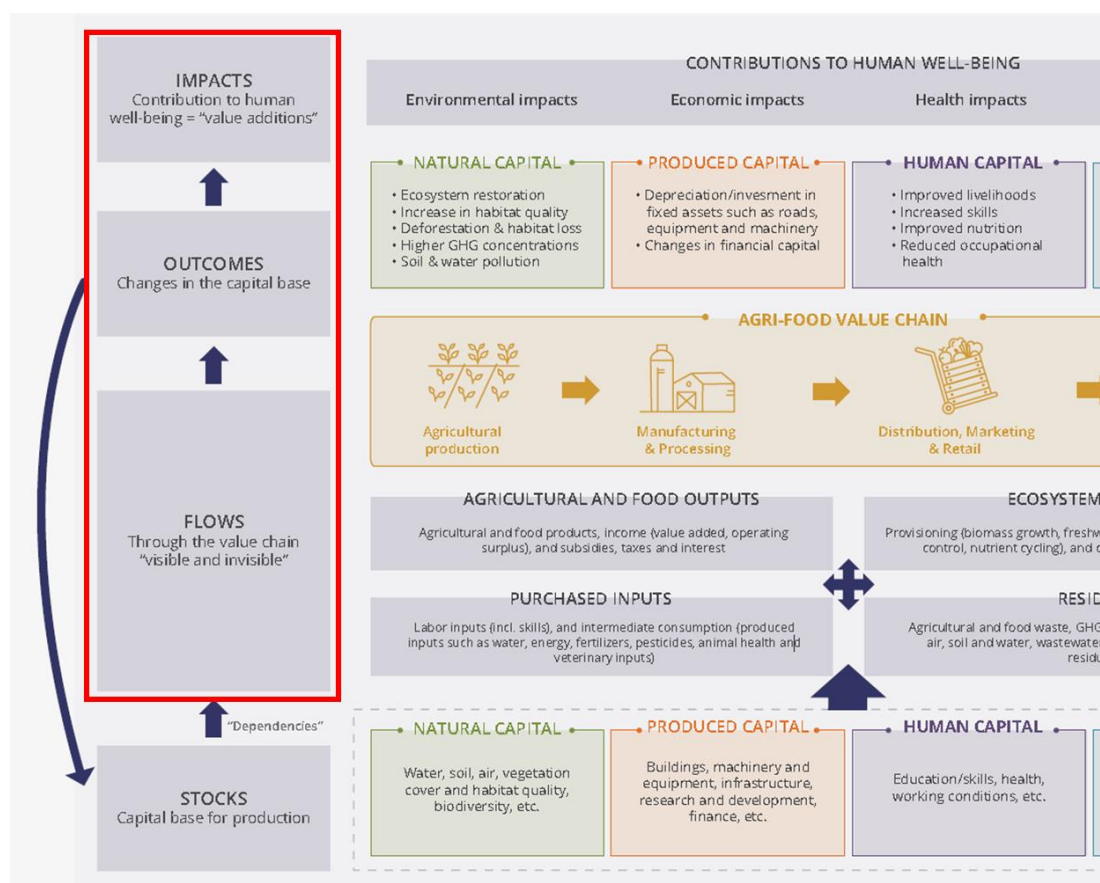 IMPACTS
Contribution to human
well-being = “value additions”
OUTCOMES
Changes in the capital base
FLOWS
Through the value chain
“visible and invisible”
“Dependencies”
STOCKS
Capital base for production
CONTRIBUTIONS TO HUMAN WELL-BEING
Environmental impacts
Economic impacts
Health impacts
NATURAL CAPITAL
• Ecosystem restoration
• Increase in habitat quality
• Deforestation & habitat loss
• Higher GHG concentrations
• Soil & water pollution
PRODUCED CAPITAL
• Depreciation/invesment in
fixed assets such as roads,
equipment and machinery
• Changes in financial capital
HUMAN CAPITAL
• Improved livelihoods
• Increased skills
• Improved nutrition
• Reduced occupational
health
AGRI-FOOD VALUE CHAIN
Agricultural
production
Manufacturing
& Processing
Distribution, Marketing
& Retail
AGRICULTURAL AND FOOD OUTPUTS
Agricultural and food products, income (value added, operating
surplus), and subsidies, taxes and interest
ECOSYSTEM
Provisioning (biomass growth, freshw
control, nutrient cycling), and
PURCHASED INPUTS
Labor inputs (incl. skills), and intermediate consumption (produced
inputs such as water, energy, fertilizers, pesticides, animal health and
veterinary inputs)
RESID
Agricultural and food waste, GHG
air, soil and water, wastewater
residu
NATURAL CAPITAL
Water, soil, air, vegetation
cover and habitat quality,
biodiversity, etc.
PRODUCED CAPITAL
Buildings, machinery and
equipment, infrastructure,
research and development,
finance, etc.
HUMAN CAPITAL
Education/skills, health,
working conditions, etc.